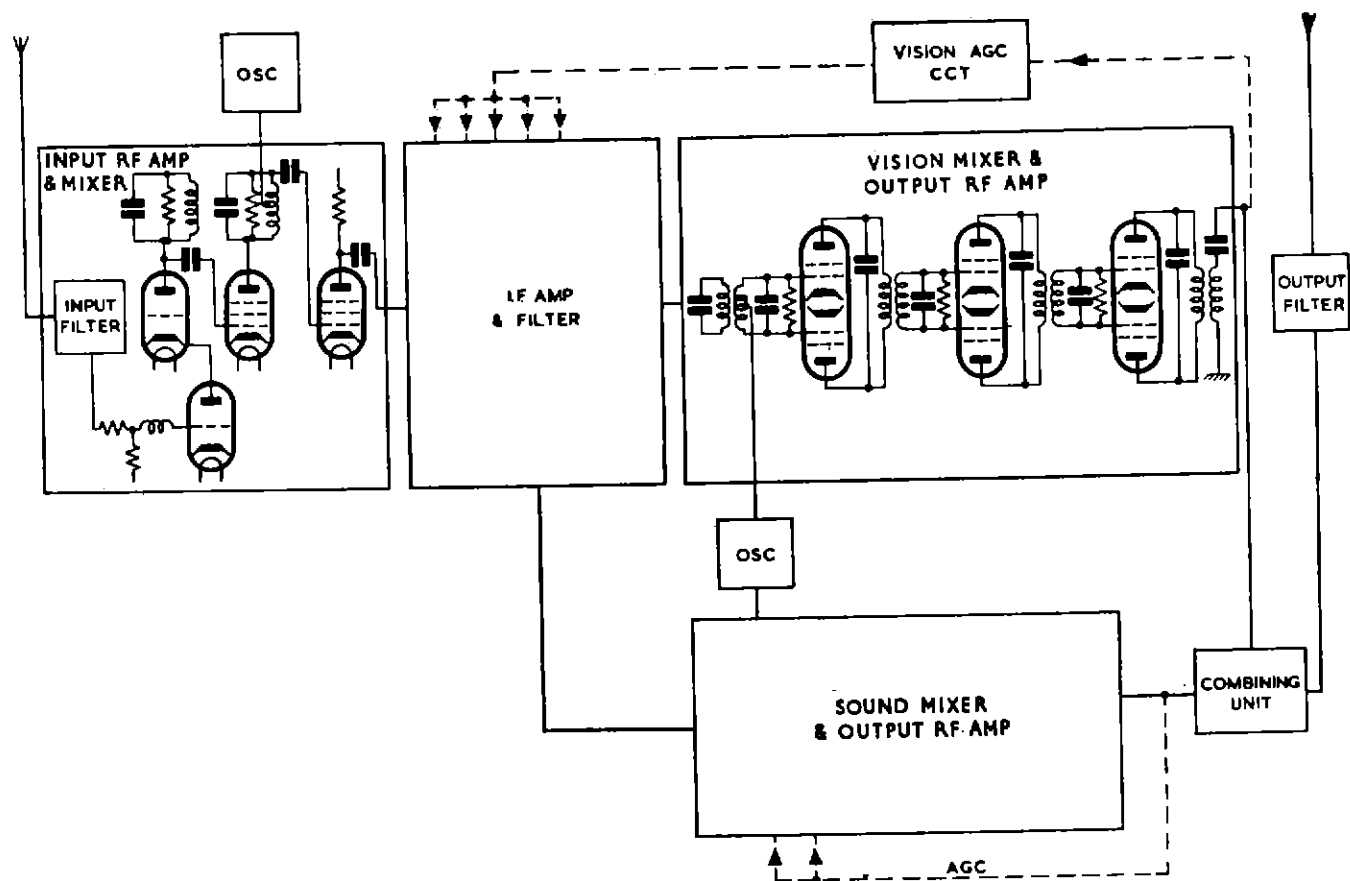 OSC
VISION AGC
CCT
INPUT RF AMP
& MIXER
VISION MIXER &
OUTPUT RF AMP
INPUT
FILTER
I.F AMP
& FILTER
OUTPUT
FILTER
OSC
SOUND MIXER
& OUTPUT RF AMP
COMBINING
UNIT
AGC